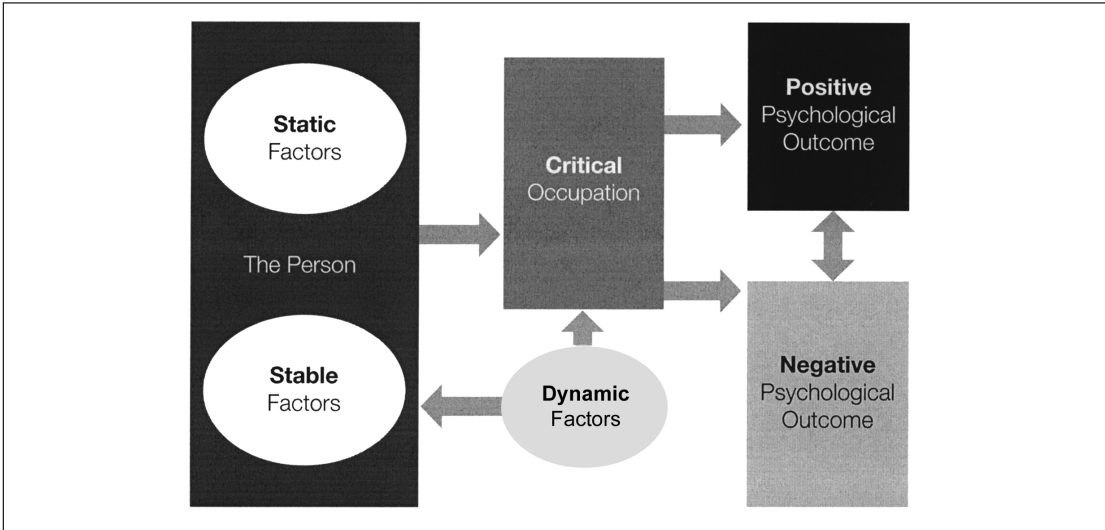 Static
Factors
The Person
Stable
Factors
Critical
Occupation
Dynamic
Factors
Positive
Psychological
Outcome
Negative
Psychological
Outcome